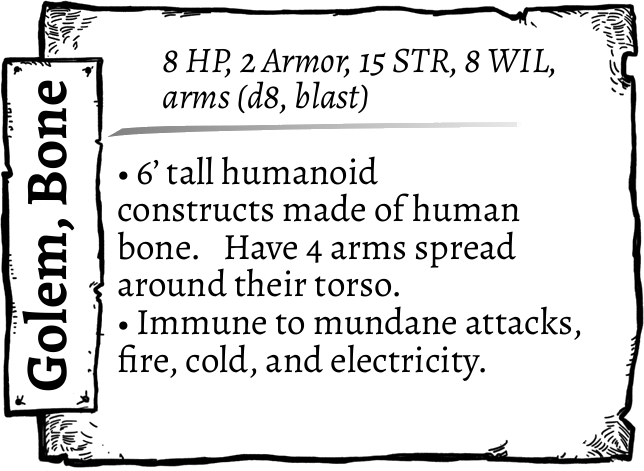 Golem, Bone
8 HP, 2 Armor, 15 STR, 8 WIL,
arms (d8, blast)
• 6’ tall humanoid
constructs made of human
bone.   Have 4 arms spread
around their torso.
• Immune to mundane attacks,
fire, cold, and electricity.